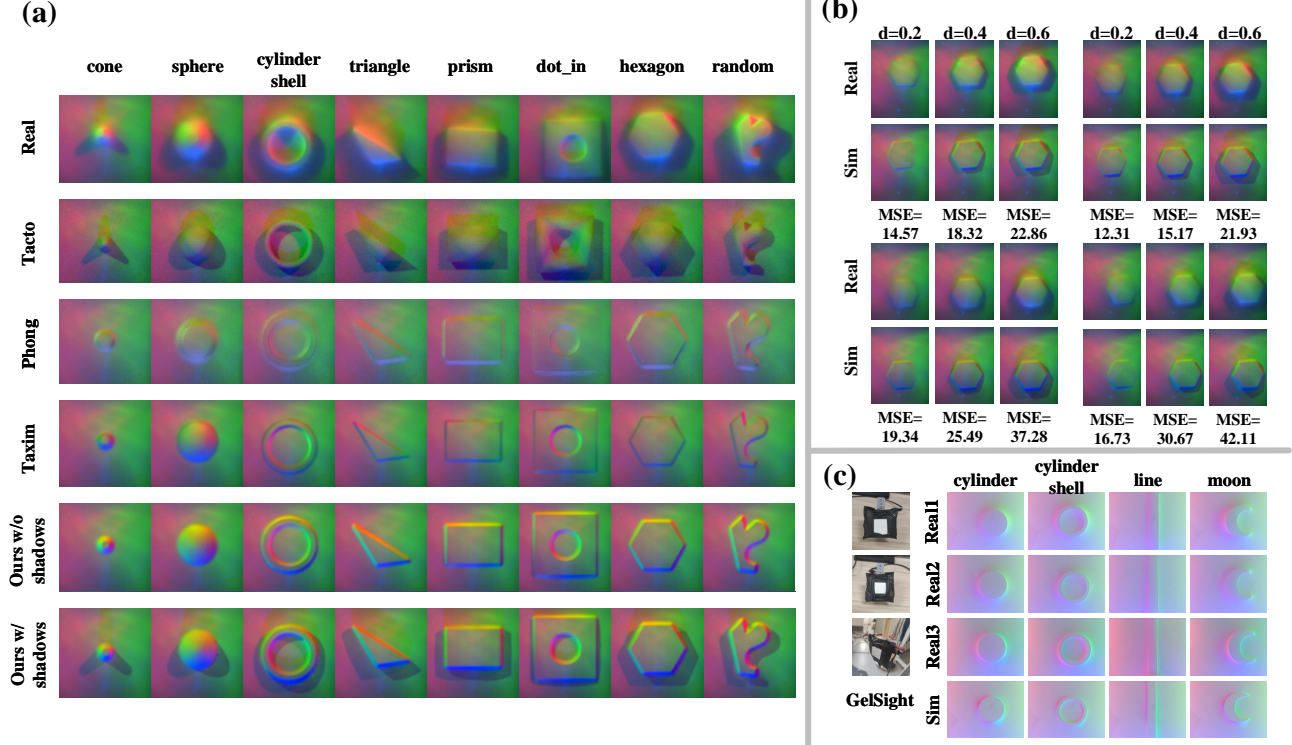 (a)
cone sphere cylinder shell triangle prism dot_in hexagon random
Real
Tacto
Phong
Taxim
Ours w/o shadows
Ours w/ shadows
(b)
d=0.2 d=0.4 d=0.6 d=0.2 d=0.4 d=0.6
Real
Sim
MSE= MSE= MSE= MSE= MSE= MSE=
14.57 18.32 22.86 12.31 15.17 21.93
Real
Sim
MSE= MSE= MSE= MSE= MSE= MSE=
19.34 25.49 37.28 16.73 30.67 42.11
(c)
cylinder cylinder shell line moon
Real1
Real2
Real3
GelSight
Sim